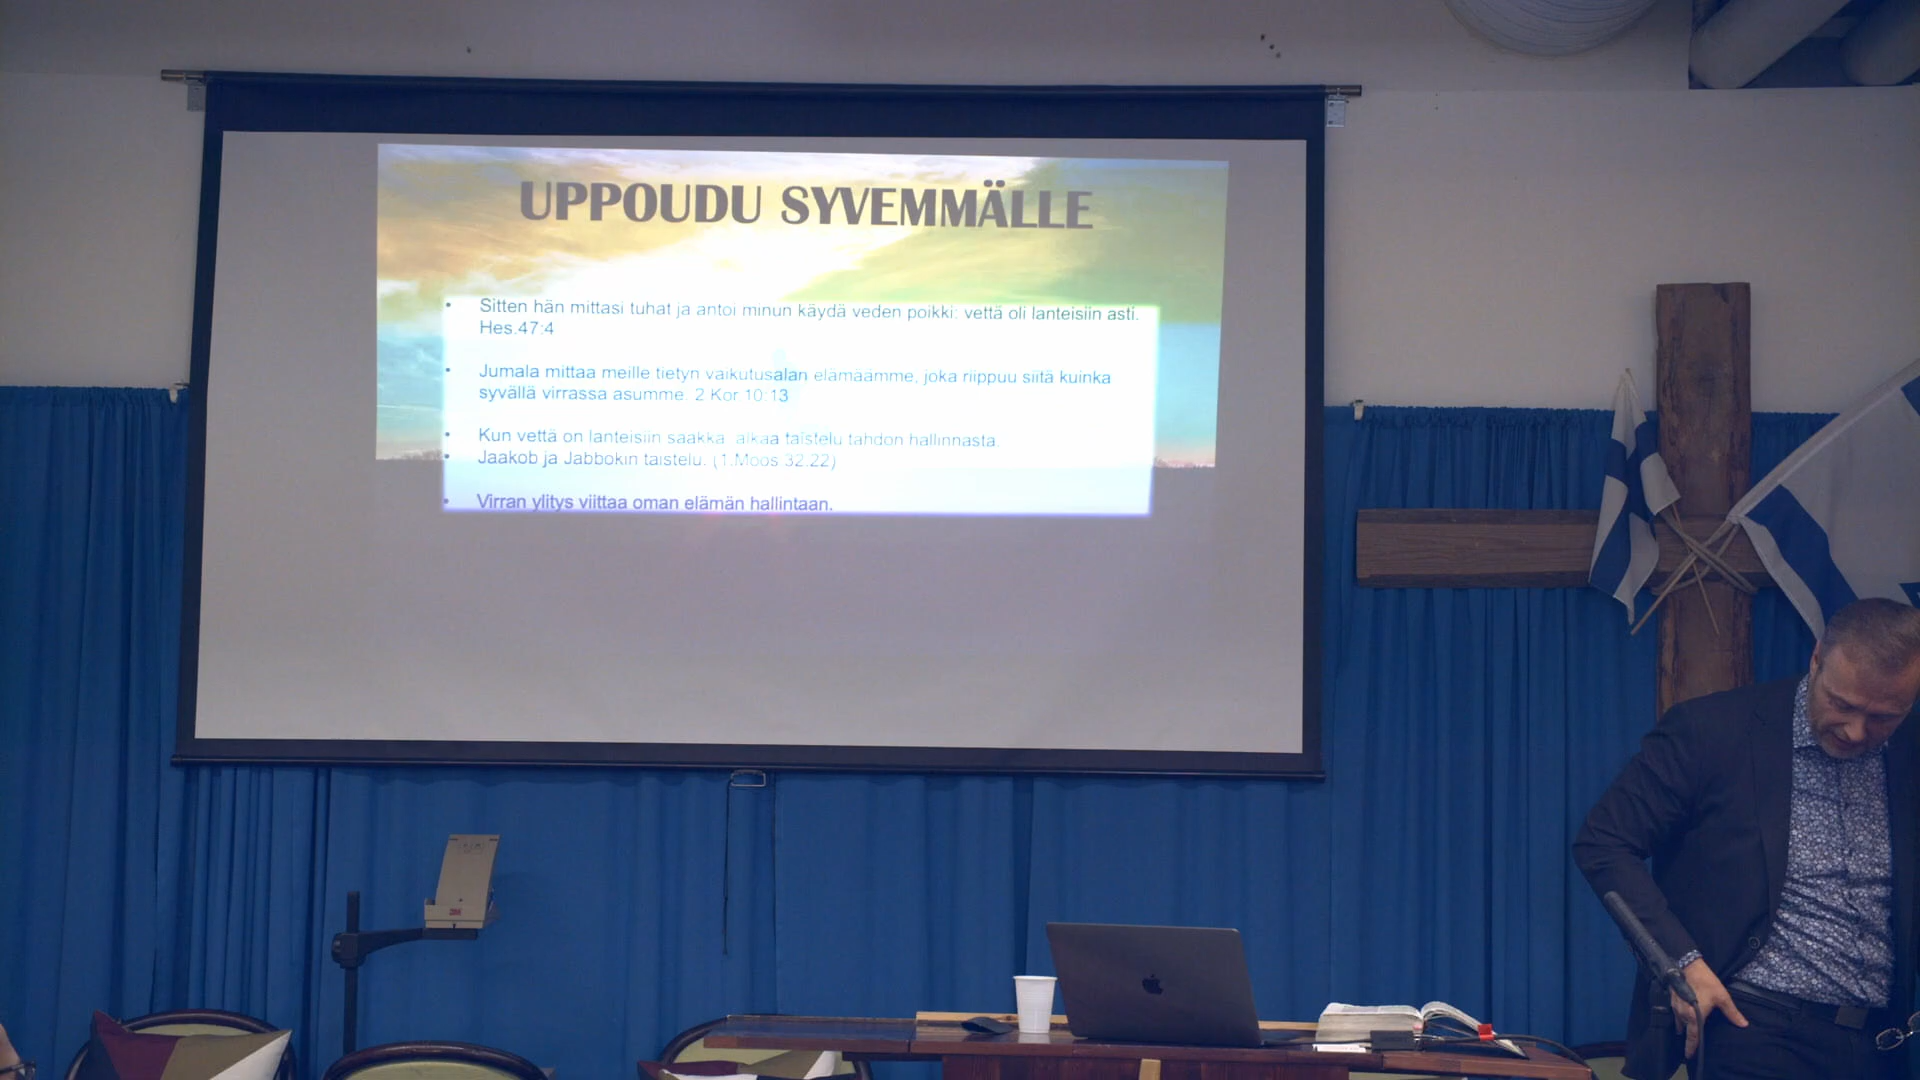 UPPOUDU SYVEMMÄLLE
• Sitten hän mittasi tuhat ja antoi minun käydä veden poikki: vettä oli lanteisiin asti.
Hes.47:4
• Jumala mittaa meille tietyn vaikutusalan elämäämme, joka riippuu siitä kuinka
syvällä virrassa asumme. 2 Kor 10:13
• Kun vettä on lanteisiin saakka alkaa taistelu tahdon hallinnasta.
• Jaakob ja Jabbokin taistelu. (1.Moos 32.22)
• Virran ylitys viittaa oman elämän hallintaan.
3M